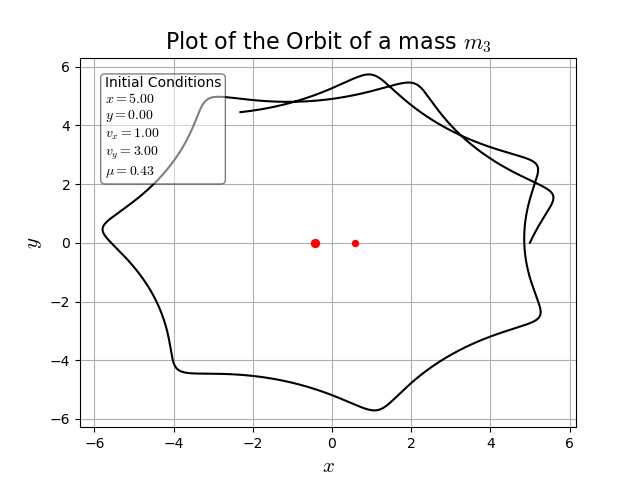 Plot of the Orbit of a mass m₃
Initial Conditions
x = 5.00
y = 0.00
vₓ = 1.00
v_y = 3.00
μ = 0.43
6
4
2
0
−2
−4
−6
y
−6 −4 −2 0 2 4 6
x